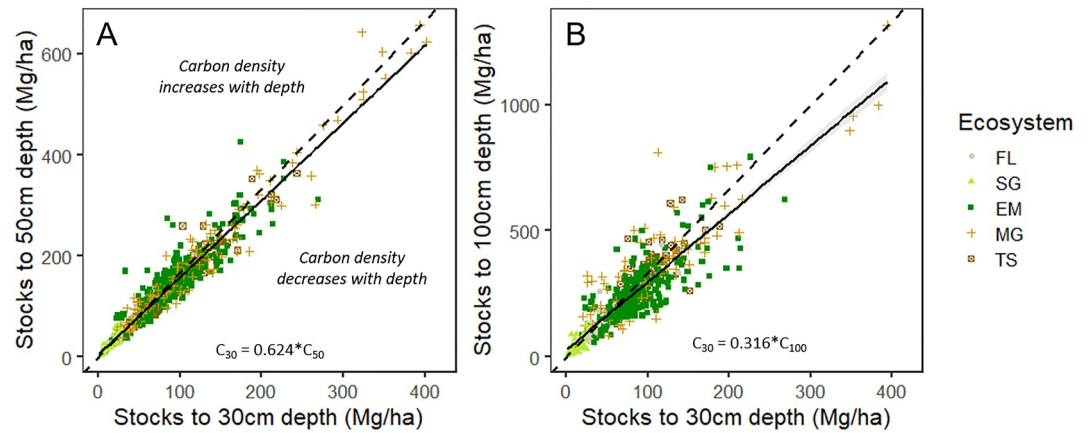 A
Carbon density
increases with depth
Carbon density
decreases with depth
C₃₀ = 0.624*C₅₀
0
200
400
600
0
100
200
300
400
Stocks to 50cm depth (Mg/ha)
Stocks to 30cm depth (Mg/ha)
B
C₃₀ = 0.316*C₁₀₀
0
500
1000
0
100
200
300
400
Stocks to 100cm depth (Mg/ha)
Stocks to 30cm depth (Mg/ha)
Ecosystem
FL
SG
EM
MG
TS